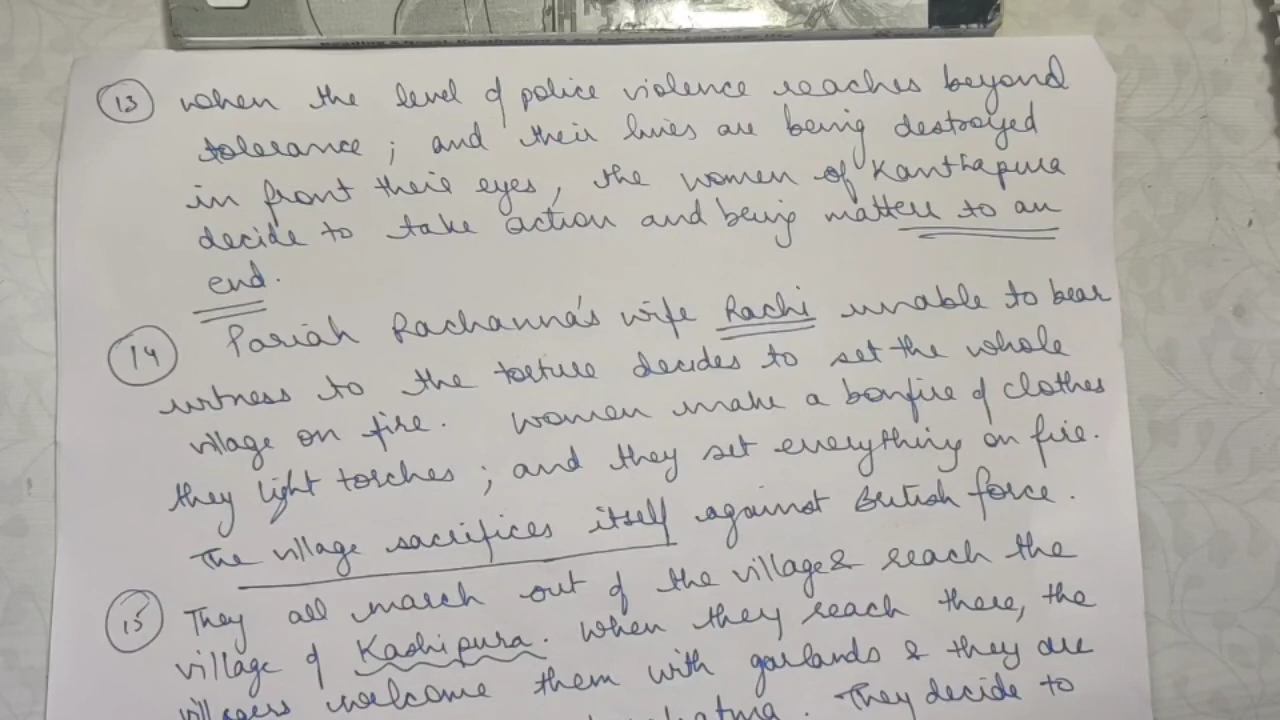 (13) when the level of police violence reaches beyond
tolerance; and their lives are being destroyed
in front their eyes, the women of Kanthapura
decide to take action and being matters to an
end.
(14) Pariah Rachanna's wife Rachi unable to bear
witness to the torture decides to set the whole
village on fire. Women make a bonfire of clothes
they light torches; and they set everything on fire.
The village sacrifices itself against British force.
(15) They all march out of the village & reach the
village of Kashipura. When they reach there, the
villagers welcome them with garlands & they are
They decide to